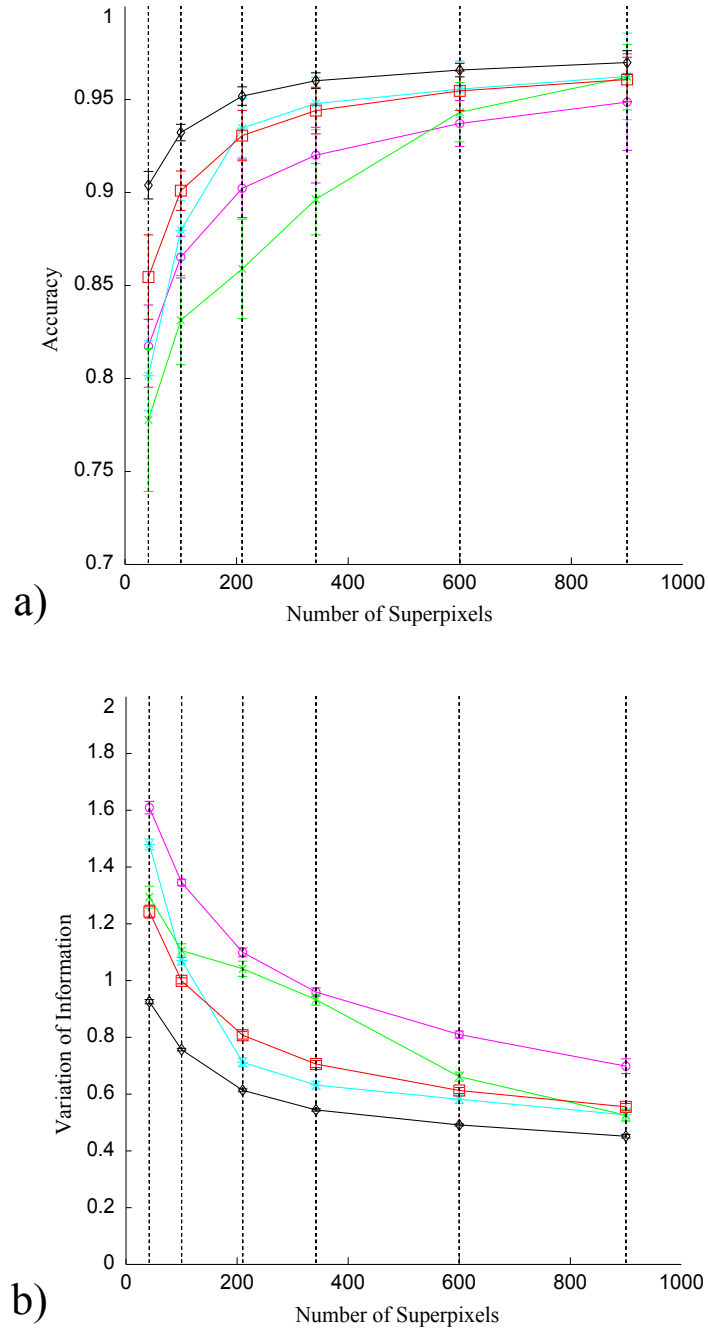 1
0.95
0.9
0.85
0.8
0.75
0.7
Accuracy
0 200 400 600 800 1000
Number of Superpixels
a)
2
1.8
1.6
1.4
1.2
1
0.8
0.6
0.4
0.2
0
Variation of Information
0 200 400 600 800 1000
Number of Superpixels
b)